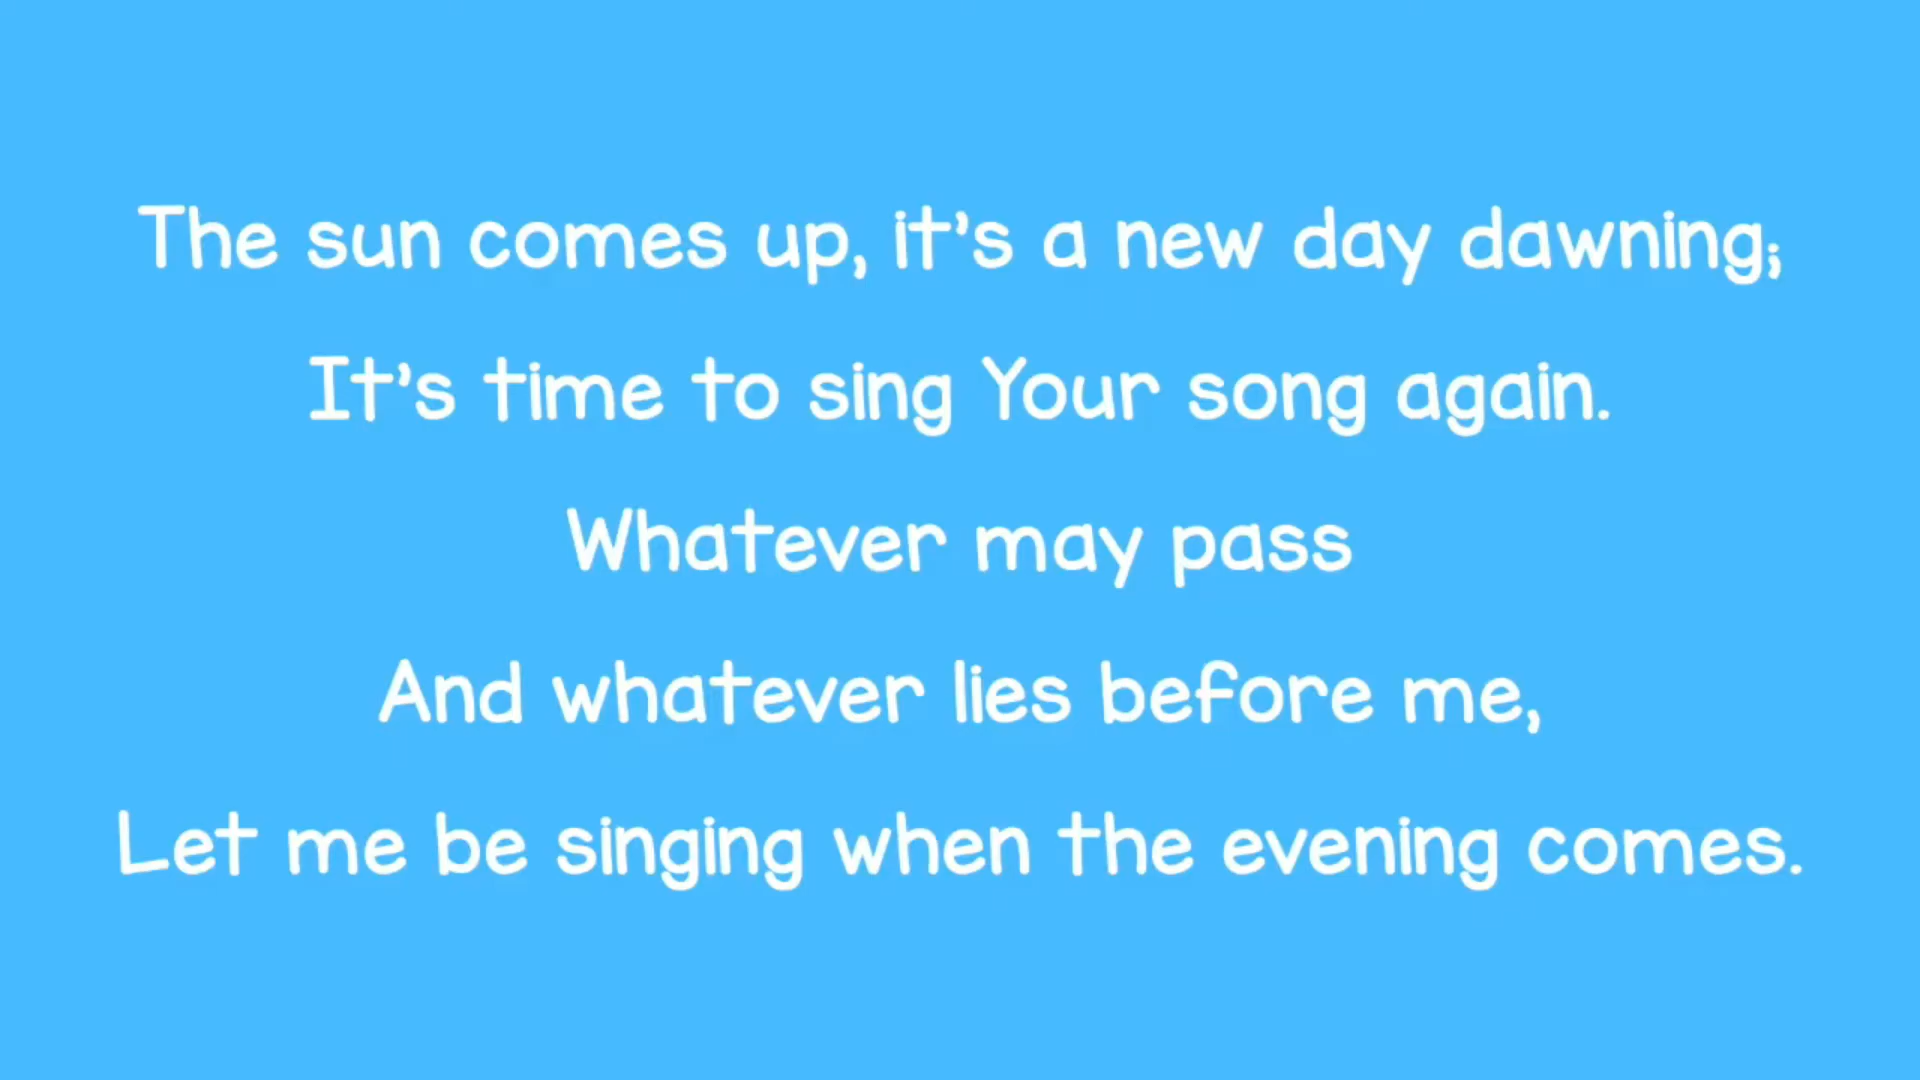 The sun comes up, it's a new day dawning;
It's time to sing Your song again.
Whatever may pass
And whatever lies before me,
Let me be singing when the evening comes.